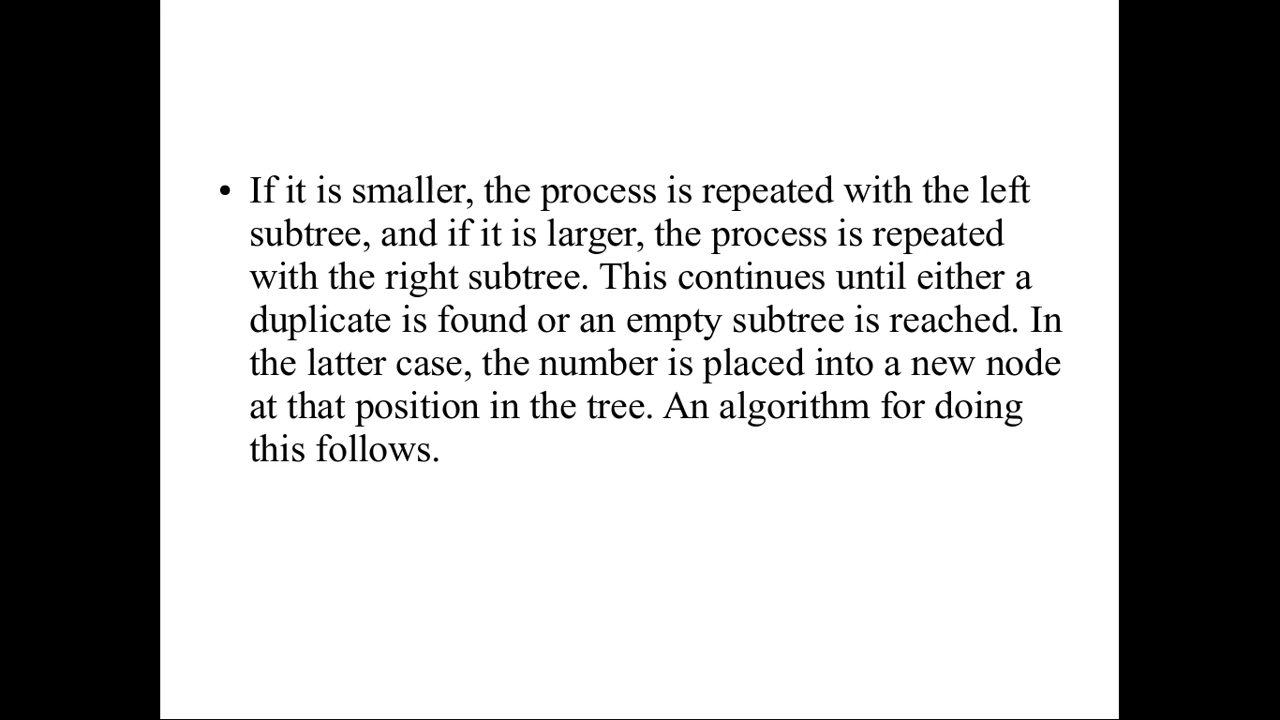 • If it is smaller, the process is repeated with the left
subtree, and if it is larger, the process is repeated
with the right subtree. This continues until either a
duplicate is found or an empty subtree is reached. In
the latter case, the number is placed into a new node
at that position in the tree. An algorithm for doing
this follows.